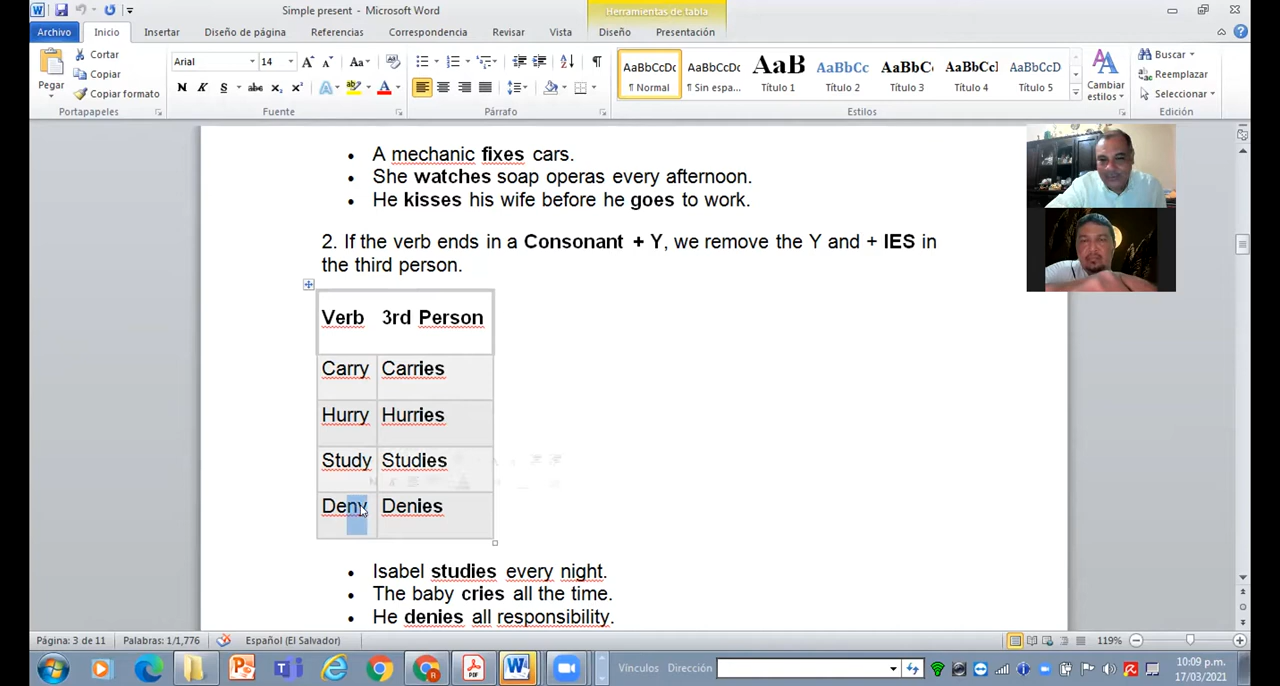 Simple present - Microsoft Word
Herramientas de tabla
Archivo Inicio Insertar Diseño de página Referencias Correspondencia Revisar Vista Diseño Presentación
Pegar
Cortar
Copiar
Copiar formato
Portapapeles
Arial 14
N K S abc x₂ x² A ab A
Fuente
Párrafo
AaBbCcDc AaBbCcDc AaB AaBbCc AaBbC AaBbCcI AaBbCcD
¶ Normal ¶ Sin espa... Título 1 Título 2 Título 3 Título 4 Título 5
Cambiar estilos
Estilos
Buscar
Reemplazar
Seleccionar
Edición
• A mechanic fixes cars.
• She watches soap operas every afternoon.
• He kisses his wife before he goes to work.
2. If the verb ends in a Consonant + Y, we remove the Y and + IES in
the third person.
Verb 3rd Person
Carry Carries
Hurry Hurries
Study Studies
Deny Denies
• Isabel studies every night.
• The baby cries all the time.
• He denies all responsibility.
Página: 3 de 11 Palabras: 1/1,776 Español (El Salvador) 119%
Vínculos Dirección
10:09 p.m.
17/03/2021